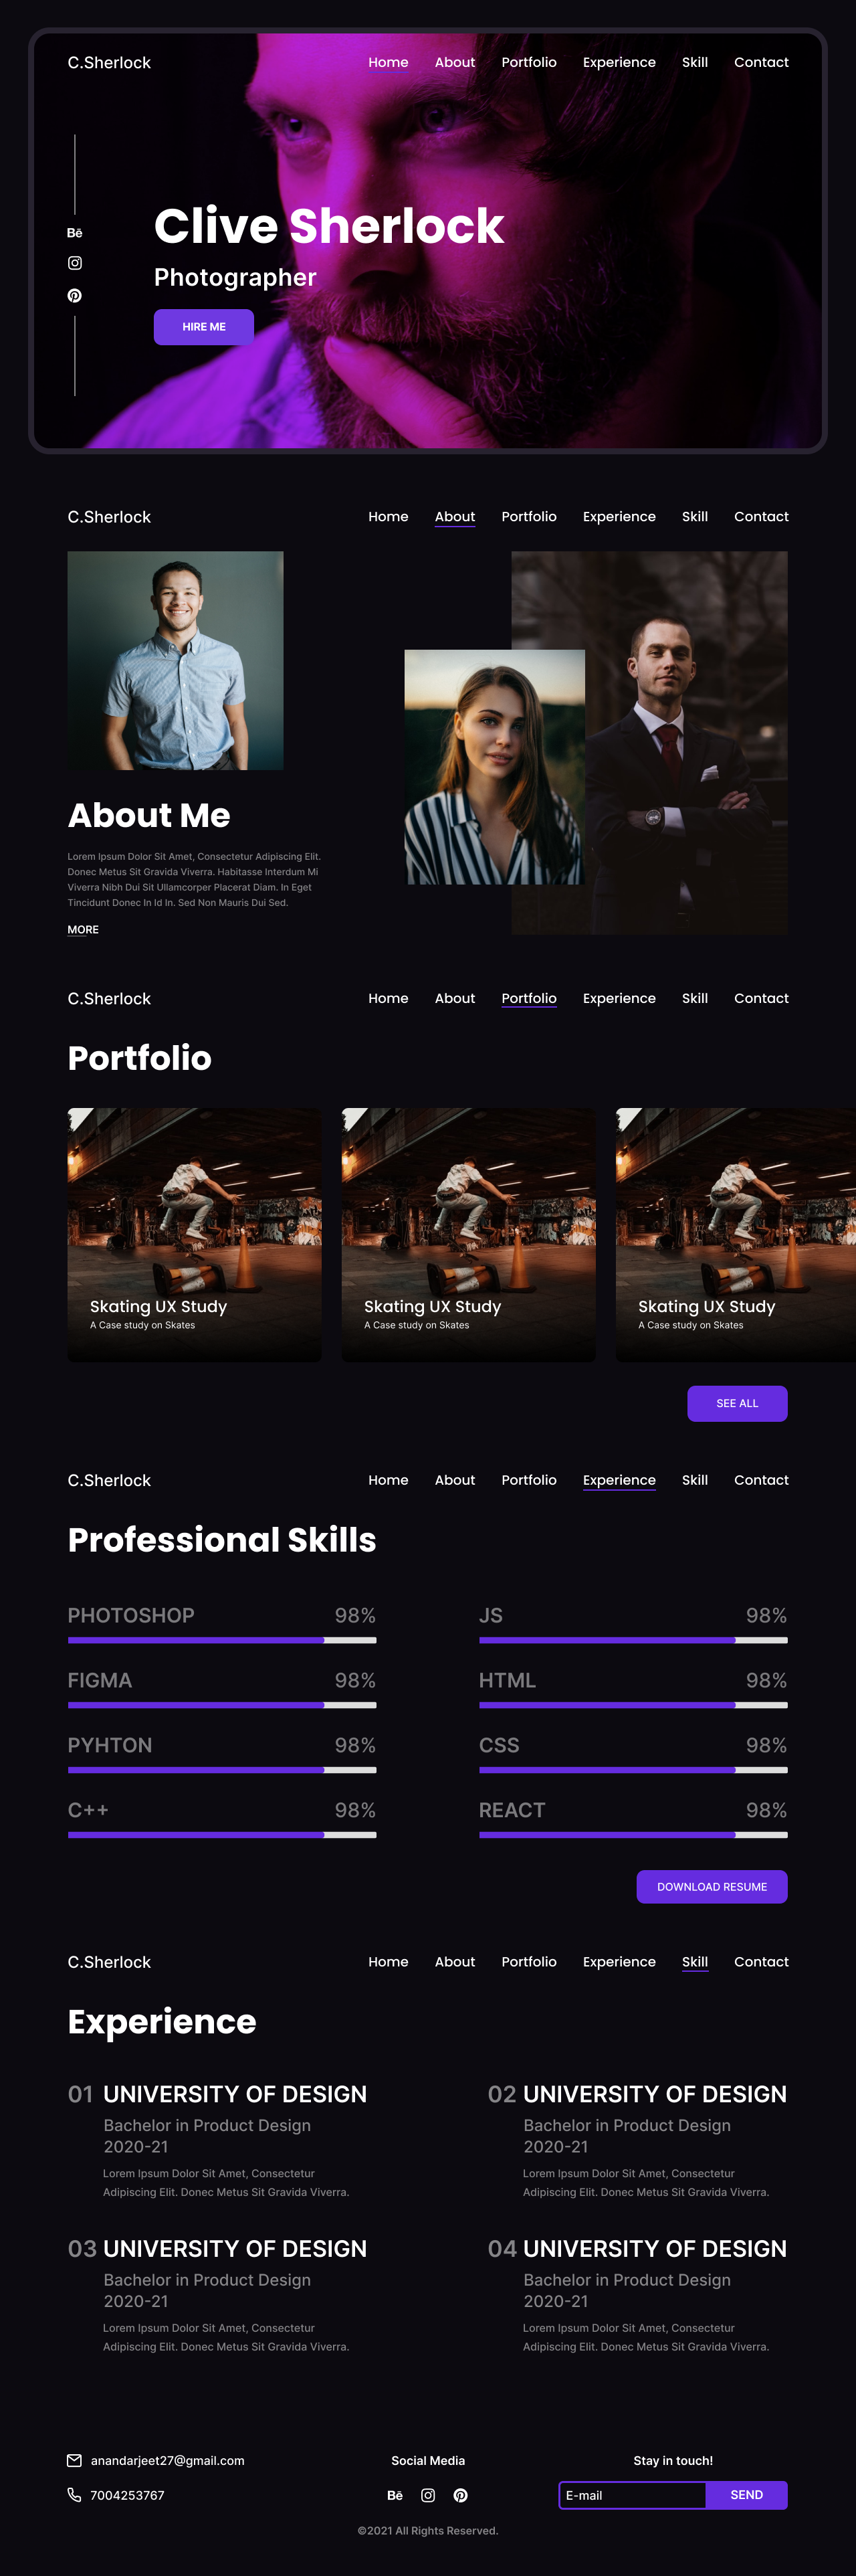 C.Sherlock
Home About Portfolio Experience Skill Contact
Clive Sherlock
Bē
Photographer
HIRE ME
C.Sherlock
Home About Portfolio Experience Skill Contact
About Me
Lorem Ipsum Dolor Sit Amet, Consectetur Adipiscing Elit.
Donec Metus Sit Gravida Viverra. Habitasse Interdum Mi
Viverra Nibh Dui Sit Ullamcorper Placerat Diam. In Eget
Tincidunt Donec In Id In. Sed Non Mauris Dui Sed.
MORE
C.Sherlock
Home About Portfolio Experience Skill Contact
Portfolio
Skating UX Study
A Case study on Skates
Skating UX Study
A Case study on Skates
Skating UX Study
A Case study on Skates
SEE ALL
C.Sherlock
Home About Portfolio Experience Skill Contact
Professional Skills
PHOTOSHOP 98%
JS 98%
FIGMA 98%
HTML 98%
PYHTON 98%
CSS 98%
C++ 98%
REACT 98%
DOWNLOAD RESUME
C.Sherlock
Home About Portfolio Experience Skill Contact
Experience
01 UNIVERSITY OF DESIGN
Bachelor in Product Design
2020-21
Lorem Ipsum Dolor Sit Amet, Consectetur
Adipiscing Elit. Donec Metus Sit Gravida Viverra.
02 UNIVERSITY OF DESIGN
Bachelor in Product Design
2020-21
Lorem Ipsum Dolor Sit Amet, Consectetur
Adipiscing Elit. Donec Metus Sit Gravida Viverra.
03 UNIVERSITY OF DESIGN
Bachelor in Product Design
2020-21
Lorem Ipsum Dolor Sit Amet, Consectetur
Adipiscing Elit. Donec Metus Sit Gravida Viverra.
04 UNIVERSITY OF DESIGN
Bachelor in Product Design
2020-21
Lorem Ipsum Dolor Sit Amet, Consectetur
Adipiscing Elit. Donec Metus Sit Gravida Viverra.
anandarjeet27@gmail.com
7004253767
Social Media
Bē
Stay in touch!
E-mail
SEND
©2021 All Rights Reserved.